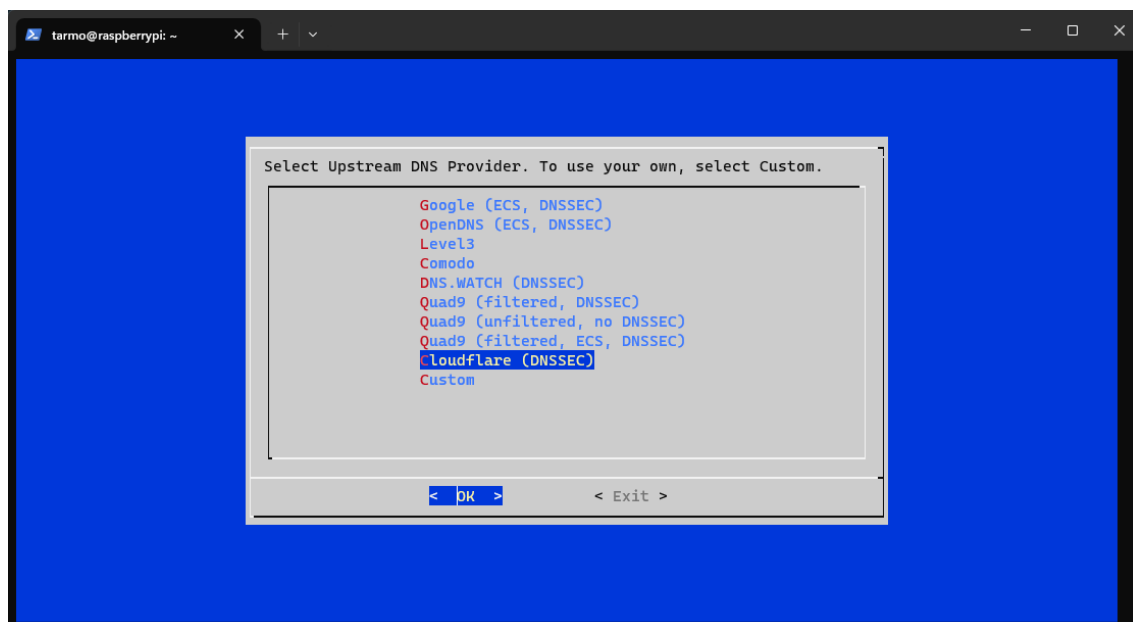 tarmo@raspberrypi: ~
Select Upstream DNS Provider. To use your own, select Custom.
Google (ECS, DNSSEC)
OpenDNS (ECS, DNSSEC)
Level3
Comodo
DNS.WATCH (DNSSEC)
Quad9 (filtered, DNSSEC)
Quad9 (unfiltered, no DNSSEC)
Quad9 (filtered, ECS, DNSSEC)
Cloudflare (DNSSEC)
Custom
< OK > < Exit >